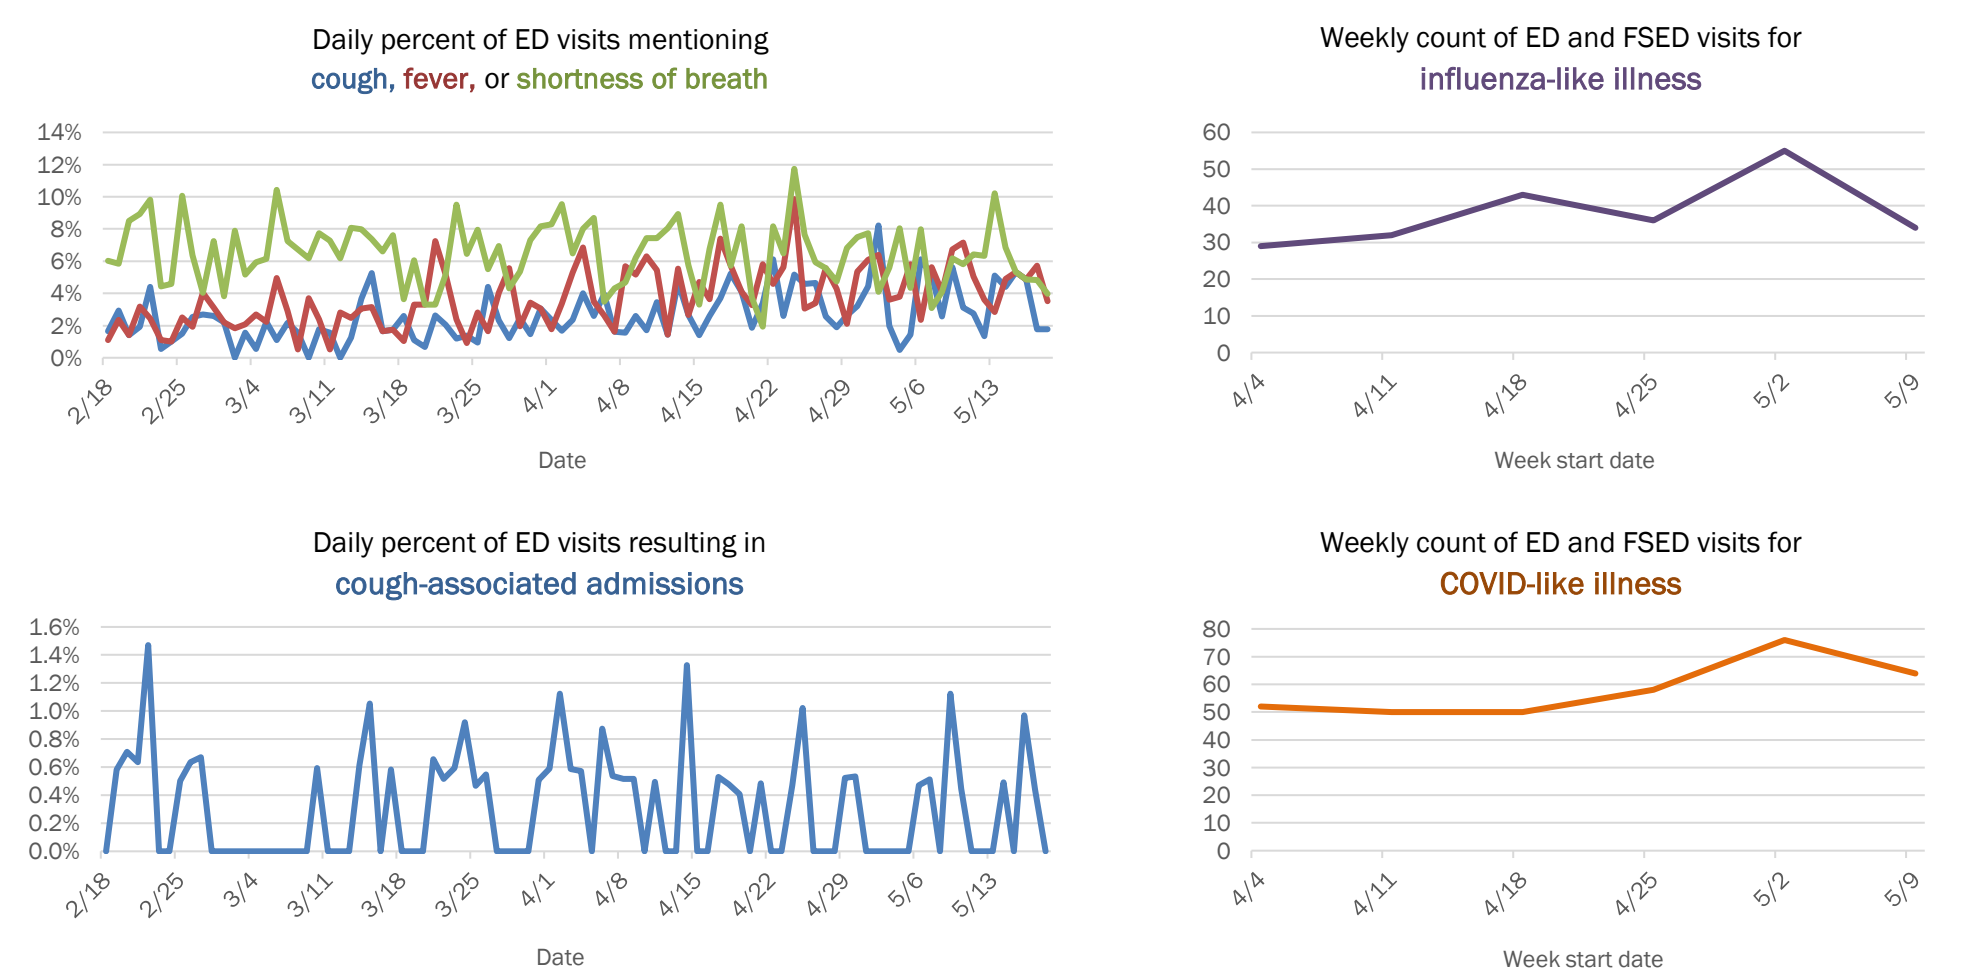 Daily percent of ED visits mentioning
cough, fever, or shortness of breath
14%
12%
10%
8%
6%
4%
2%
0%
2/18 2/25 3/4 3/11 3/18 3/25 4/1 4/8 4/15 4/22 4/29 5/6 5/13
Date
Weekly count of ED and FSED visits for
influenza-like illness
60
50
40
30
20
10
0
4/4 4/11 4/18 4/25 5/2 5/9
Week start date
Daily percent of ED visits resulting in
cough-associated admissions
1.6%
1.4%
1.2%
1.0%
0.8%
0.6%
0.4%
0.2%
0.0%
2/18 2/25 3/4 3/11 3/18 3/25 4/1 4/8 4/15 4/22 4/29 5/6 5/13
Date
Weekly count of ED and FSED visits for
COVID-like illness
80
70
60
50
40
30
20
10
0
4/4 4/11 4/18 4/25 5/2 5/9
Week start date